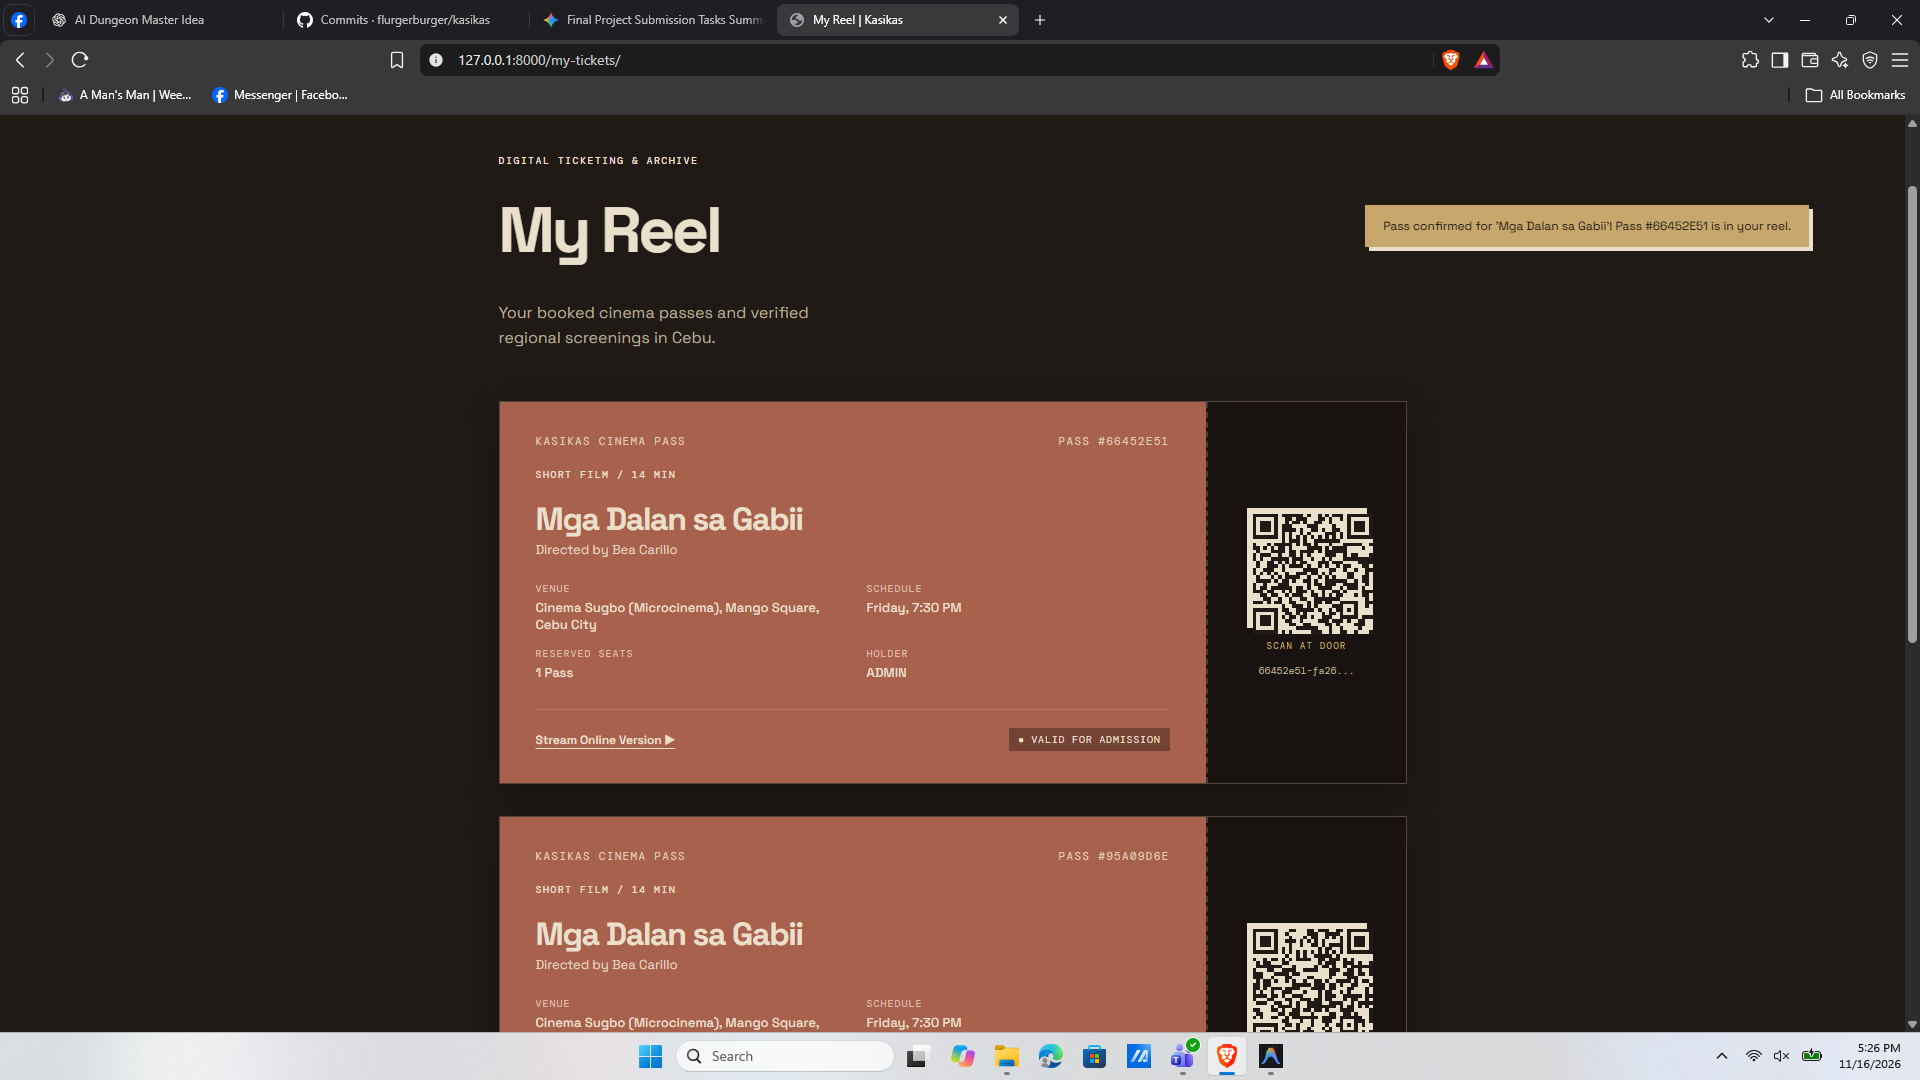 AI Dungeon Master Idea
Commits · flurgerburger/kasikas
Final Project Submission Tasks Summ
My Reel | Kasikas
127.0.0.1:8000/my-tickets/
A Man's Man | Wee...
Messenger | Facebo...
All Bookmarks
DIGITAL TICKETING & ARCHIVE
My Reel
Pass confirmed for 'Mga Dalan sa Gabii'! Pass #66452E51 is in your reel.
Your booked cinema passes and verified
regional screenings in Cebu.
KASIKAS CINEMA PASS
PASS #66452E51
SHORT FILM / 14 MIN
Mga Dalan sa Gabii
Directed by Bea Carillo
VENUE
SCHEDULE
Cinema Sugbo (Microcinema), Mango Square,
Cebu City
Friday, 7:30 PM
RESERVED SEATS
HOLDER
1 Pass
ADMIN
Stream Online Version ▶
• VALID FOR ADMISSION
SCAN AT DOOR
66452e51-fa26...
KASIKAS CINEMA PASS
PASS #95A09D6E
SHORT FILM / 14 MIN
Mga Dalan sa Gabii
Directed by Bea Carillo
VENUE
SCHEDULE
Cinema Sugbo (Microcinema), Mango Square,
Friday, 7:30 PM
Search
5:26 PM
11/16/2026